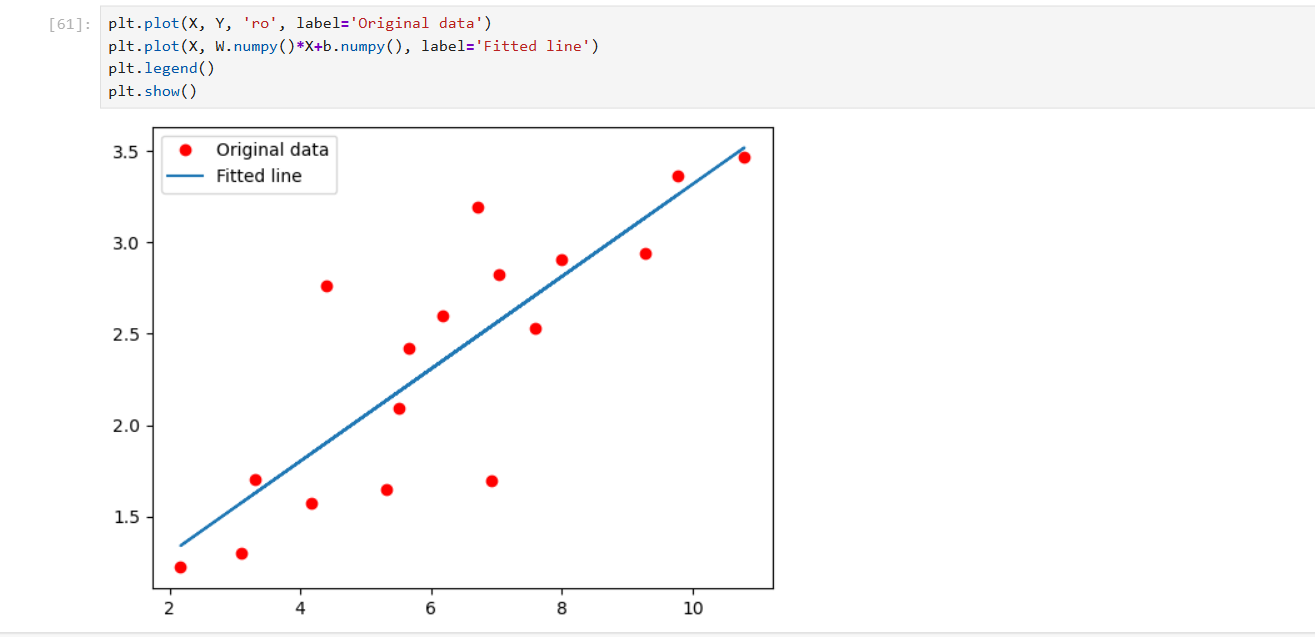 [61]: plt.plot(X, Y, 'ro', label='Original data')
plt.plot(X, W.numpy()*X+b.numpy(), label='Fitted line')
plt.legend()
plt.show()
Original data
Fitted line
3.5
3.0
2.5
2.0
1.5
2 4 6 8 10